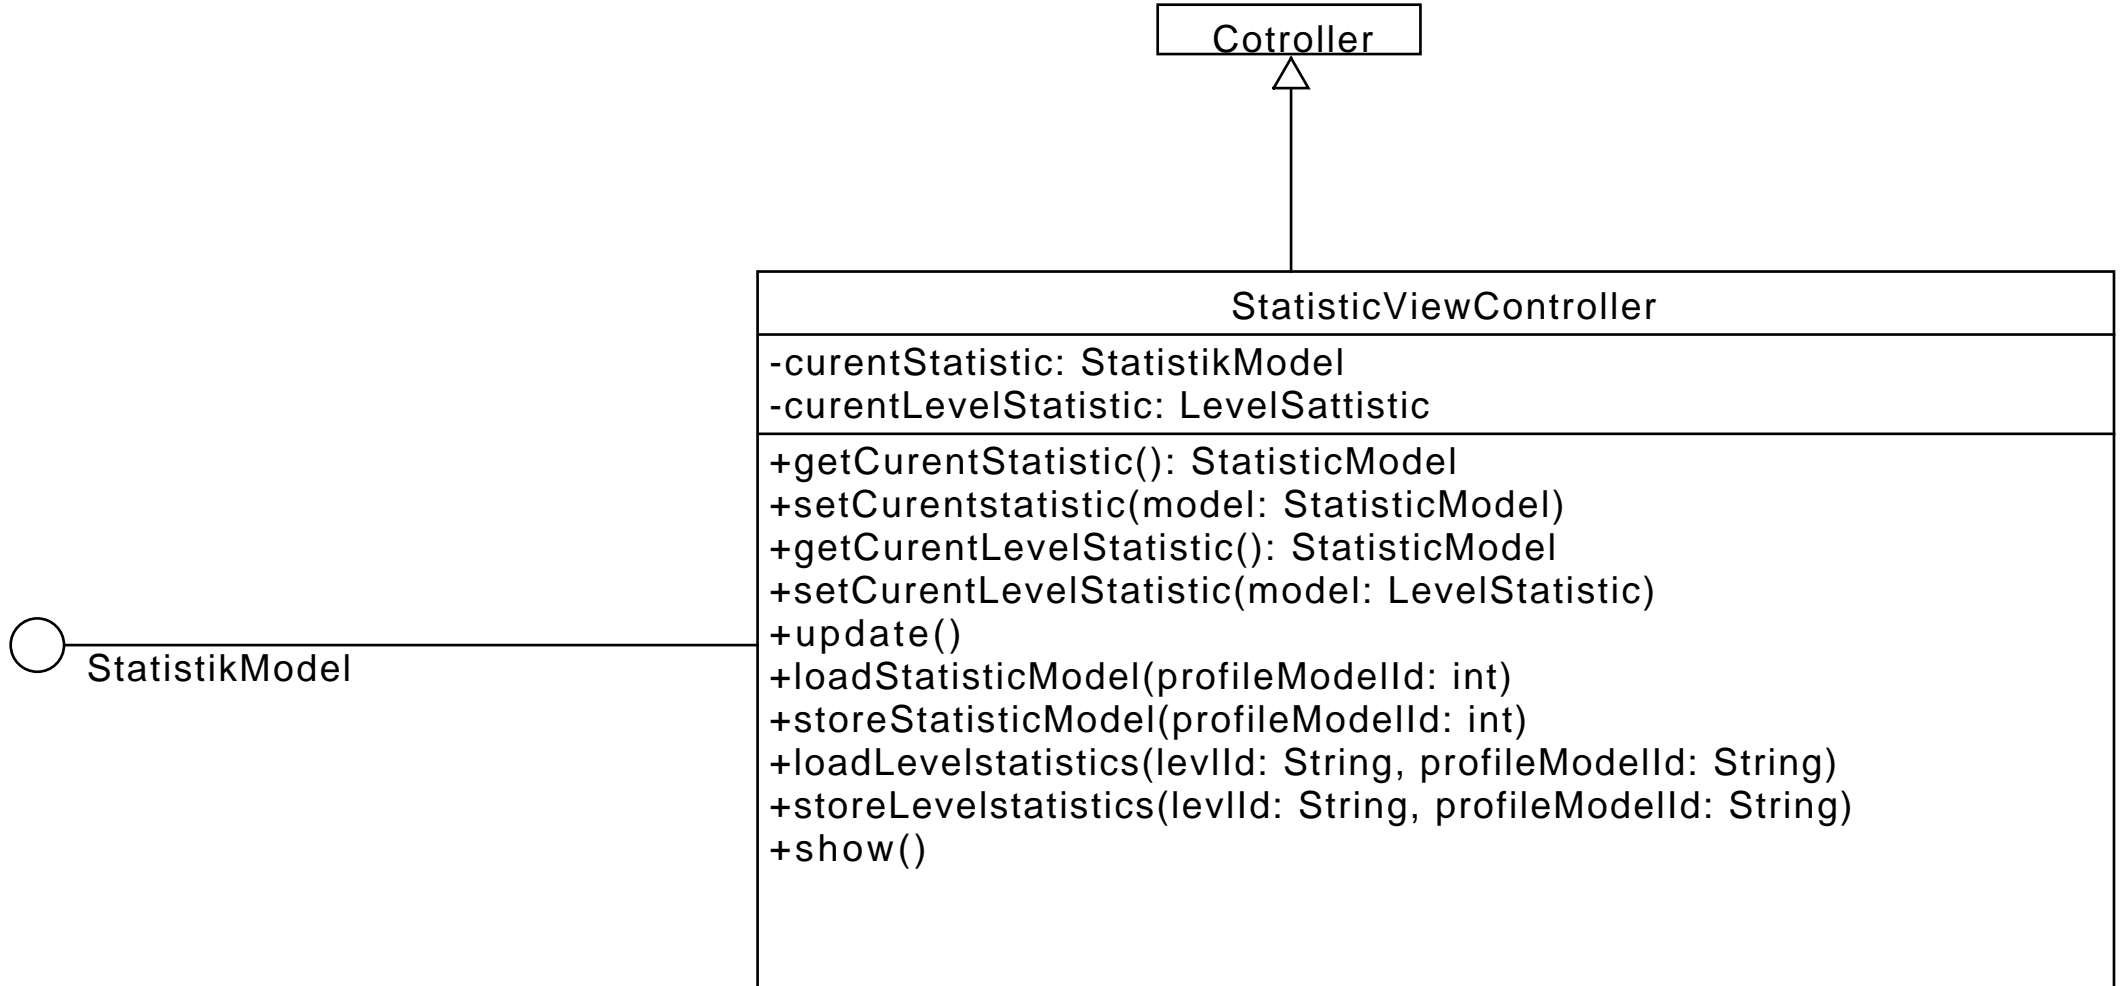 Cotroller
StatisticViewController
-curentStatistic: StatistikModel
-curentLevelStatistic: LevelSattistic
+getCurentStatistic(): StatisticModel
+setCurentstatistic(model: StatisticModel)
+getCurentLevelStatistic(): StatisticModel
+setCurentLevelStatistic(model: LevelStatistic)
+update()
+loadStatisticModel(profileModelId: int)
+storeStatisticModel(profileModelId: int)
+loadLevelstatistics(levlId: String, profileModelId: String)
+storeLevelstatistics(levlId: String, profileModelId: String)
+show()
StatistikModel